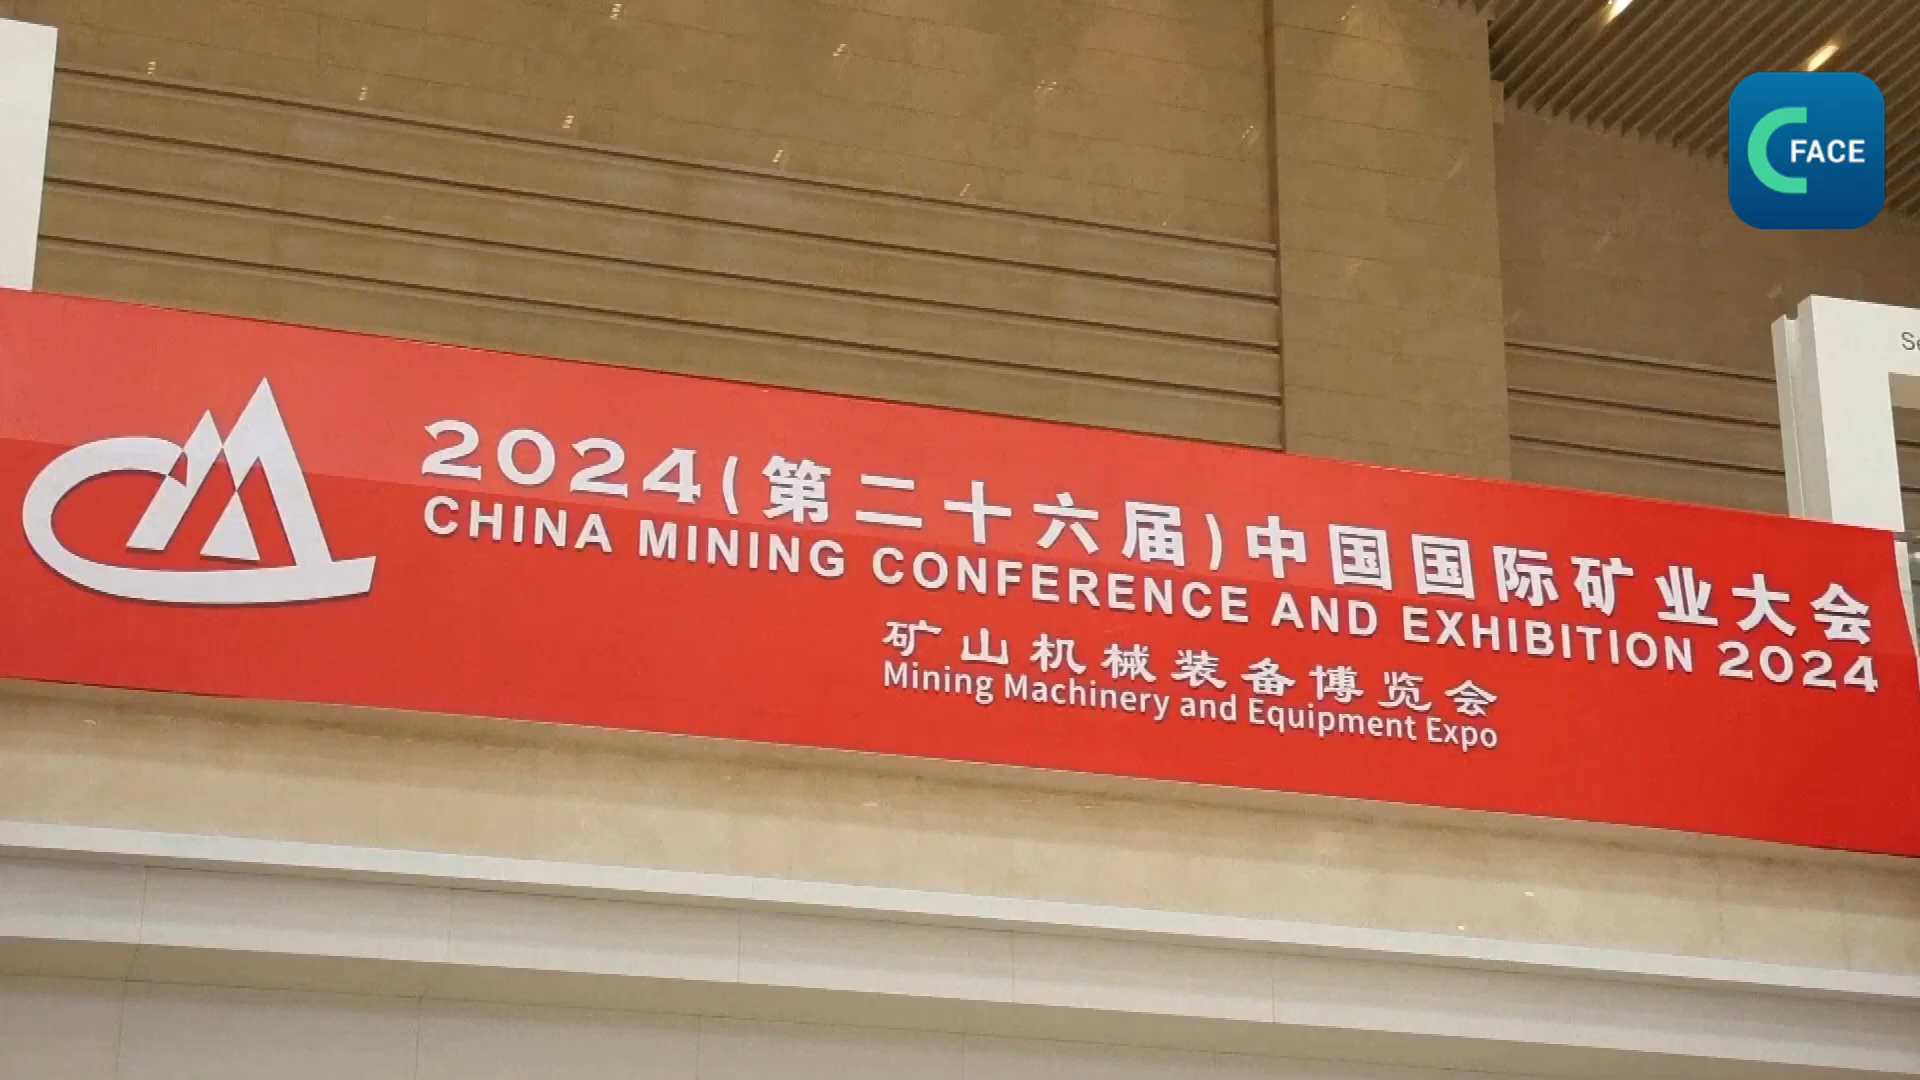 C FACE
Se
2024(第二十六届)中国国际矿业大会
CHINA MINING CONFERENCE AND EXHIBITION 2024
矿山机械装备博览会
Mining Machinery and Equipment Expo